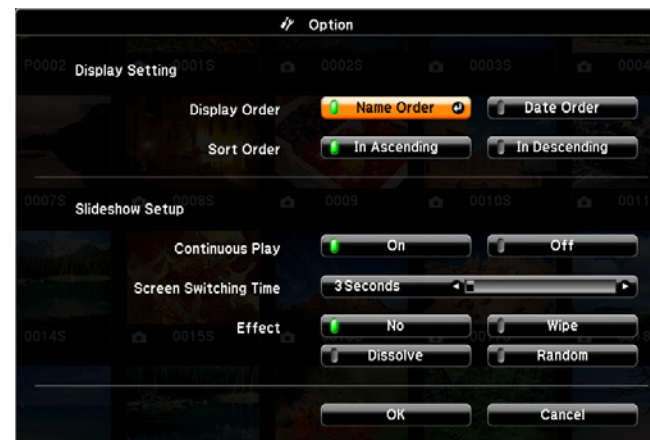 Option
P0002 0001S 0002S 0003S 0004
Display Setting
Display Order Name Order Date Order
Sort Order In Ascending In Descending
0007S 0008S 0009 0010S 0011
Slideshow Setup
Continuous Play On Off
Screen Switching Time 3Seconds
Effect No Wipe
0014S 0015S
Dissolve Random
OK Cancel